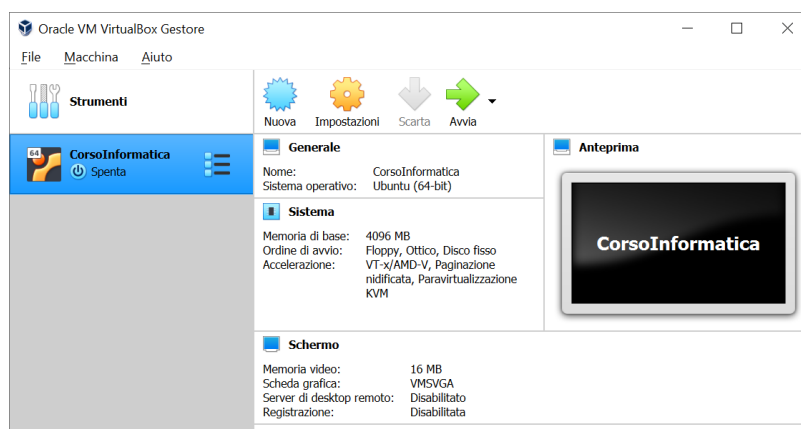 Oracle VM VirtualBox Gestore
File Macchina Aiuto
Strumenti
Nuova Impostazioni Scarta Avvia
64
CorsoInformatica
Spenta
Generale
Nome: CorsoInformatica
Sistema operativo: Ubuntu (64-bit)
Sistema
Memoria di base: 4096 MB
Ordine di avvio: Floppy, Ottico, Disco fisso
Accelerazione: VT-x/AMD-V, Paginazione
nidificata, Paravirtualizzazione
KVM
Anteprima
CorsoInformatica
Schermo
Memoria video: 16 MB
Scheda grafica: VMSVGA
Server di desktop remoto: Disabilitato
Registrazione: Disabilitata